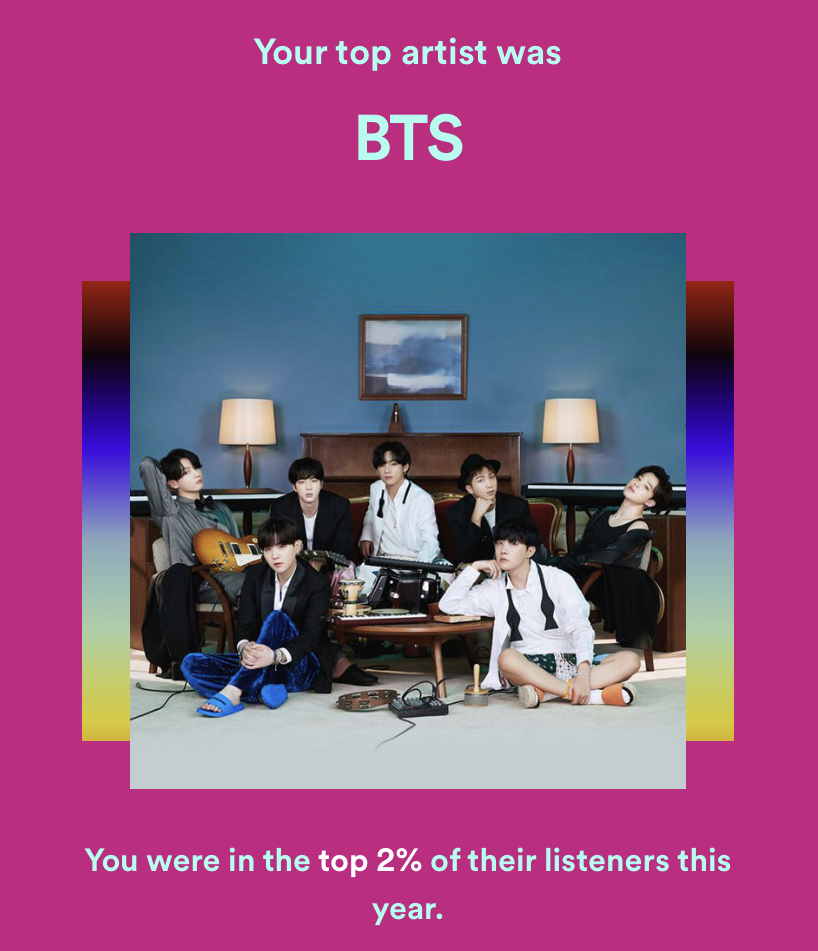 Your top artist was
BTS
You were in the top 2% of their listeners this
year.